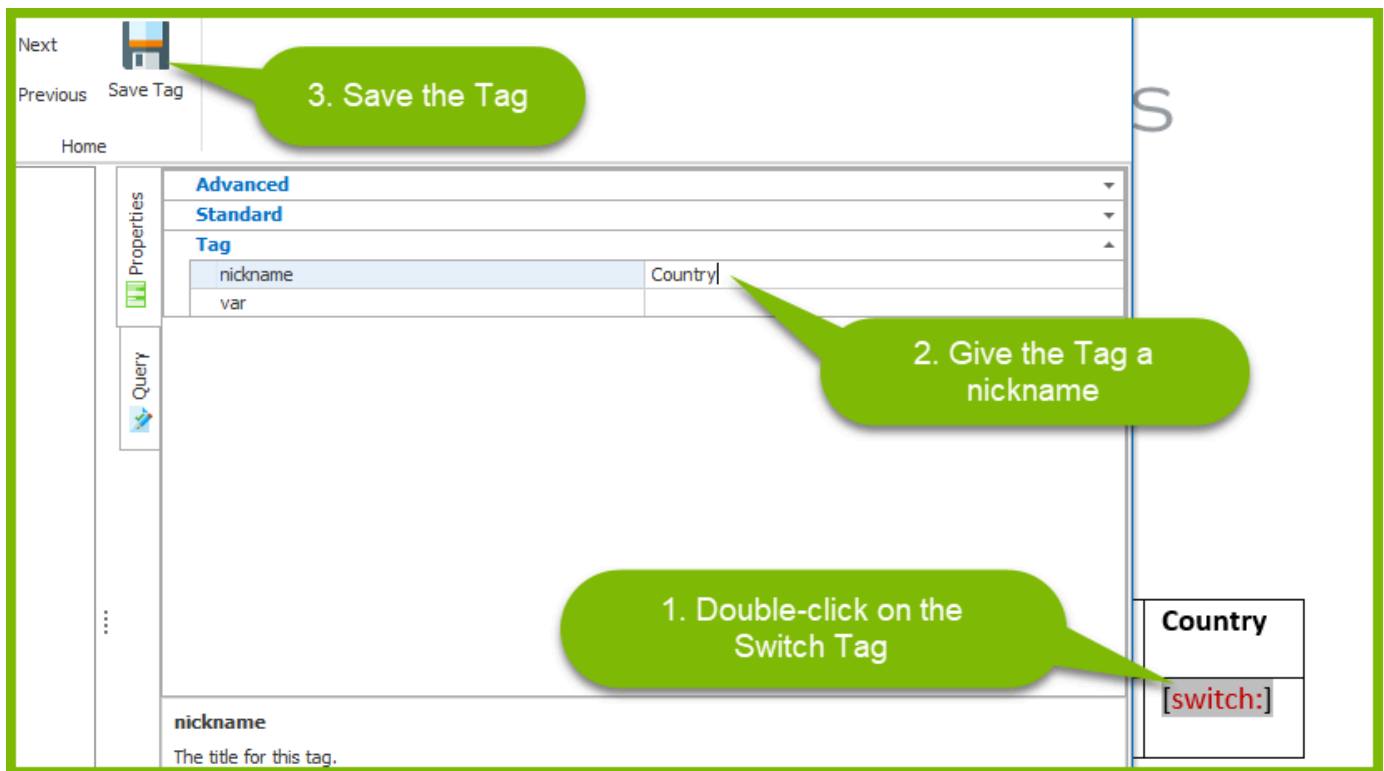 Next
Previous
Save Tag
Home
3. Save the Tag
S
Properties
Query
Advanced
Standard
Tag
nickname
Country
var
2. Give the Tag a
nickname
1. Double-click on the
Switch Tag
Country
[switch:]
nickname
The title for this tag.